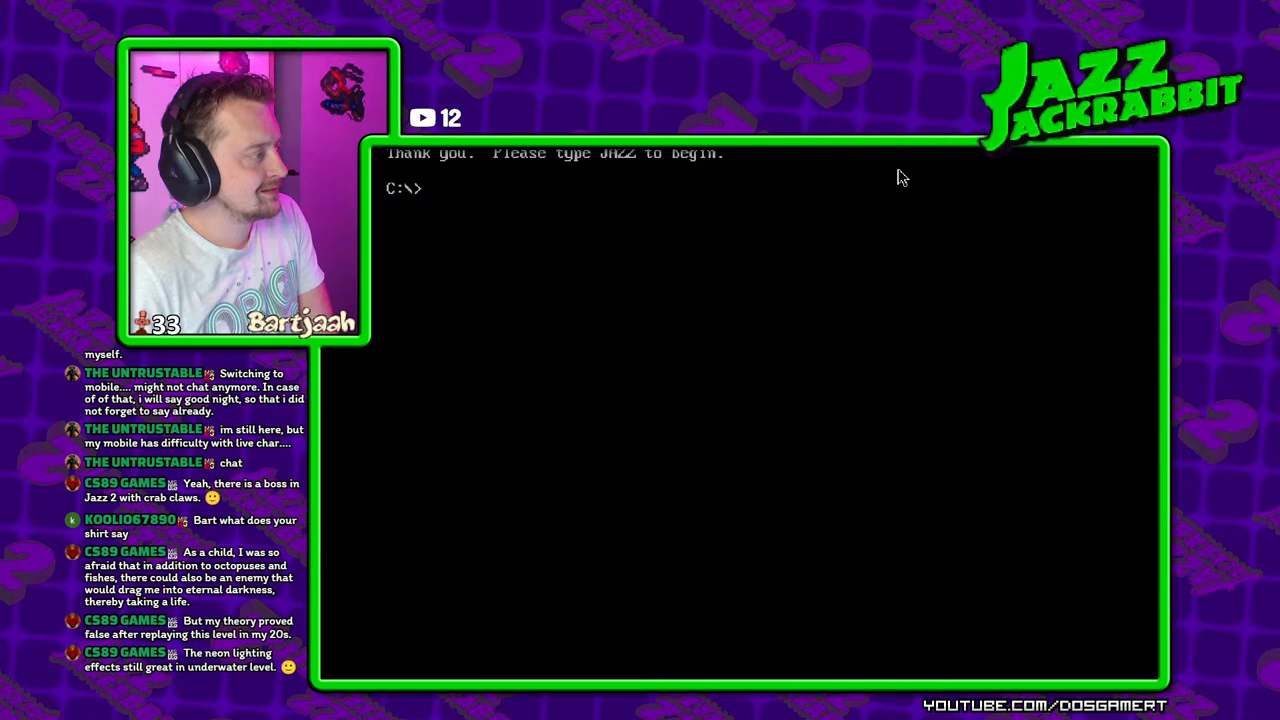 JAZZ
JACKRABBIT
12
Thank you.  Please type JAZZ to begin.
C:\>
ORIGI
33
Bartjaah
myself.
THE UNTRUSTABLE Switching to
mobile.... might not chat anymore. In case
of of that, i will say good night, so that i did
not forget to say already.
THE UNTRUSTABLE im still here, but
my mobile has difficulty with live char....
THE UNTRUSTABLE chat
CS89 GAMES Yeah, there is a boss in
Jazz 2 with crab claws. 🙂
k KOOLIO67890 Bart what does your
shirt say
CS89 GAMES As a child, I was so
afraid that in addition to octopuses and
fishes, there could also be an enemy that
would drag me into eternal darkness,
thereby taking a life.
CS89 GAMES But my theory proved
false after replaying this level in my 20s.
CS89 GAMES The neon lighting
effects still great in underwater level. 🙂
YOUTUBE.COM/DOSGAMERT